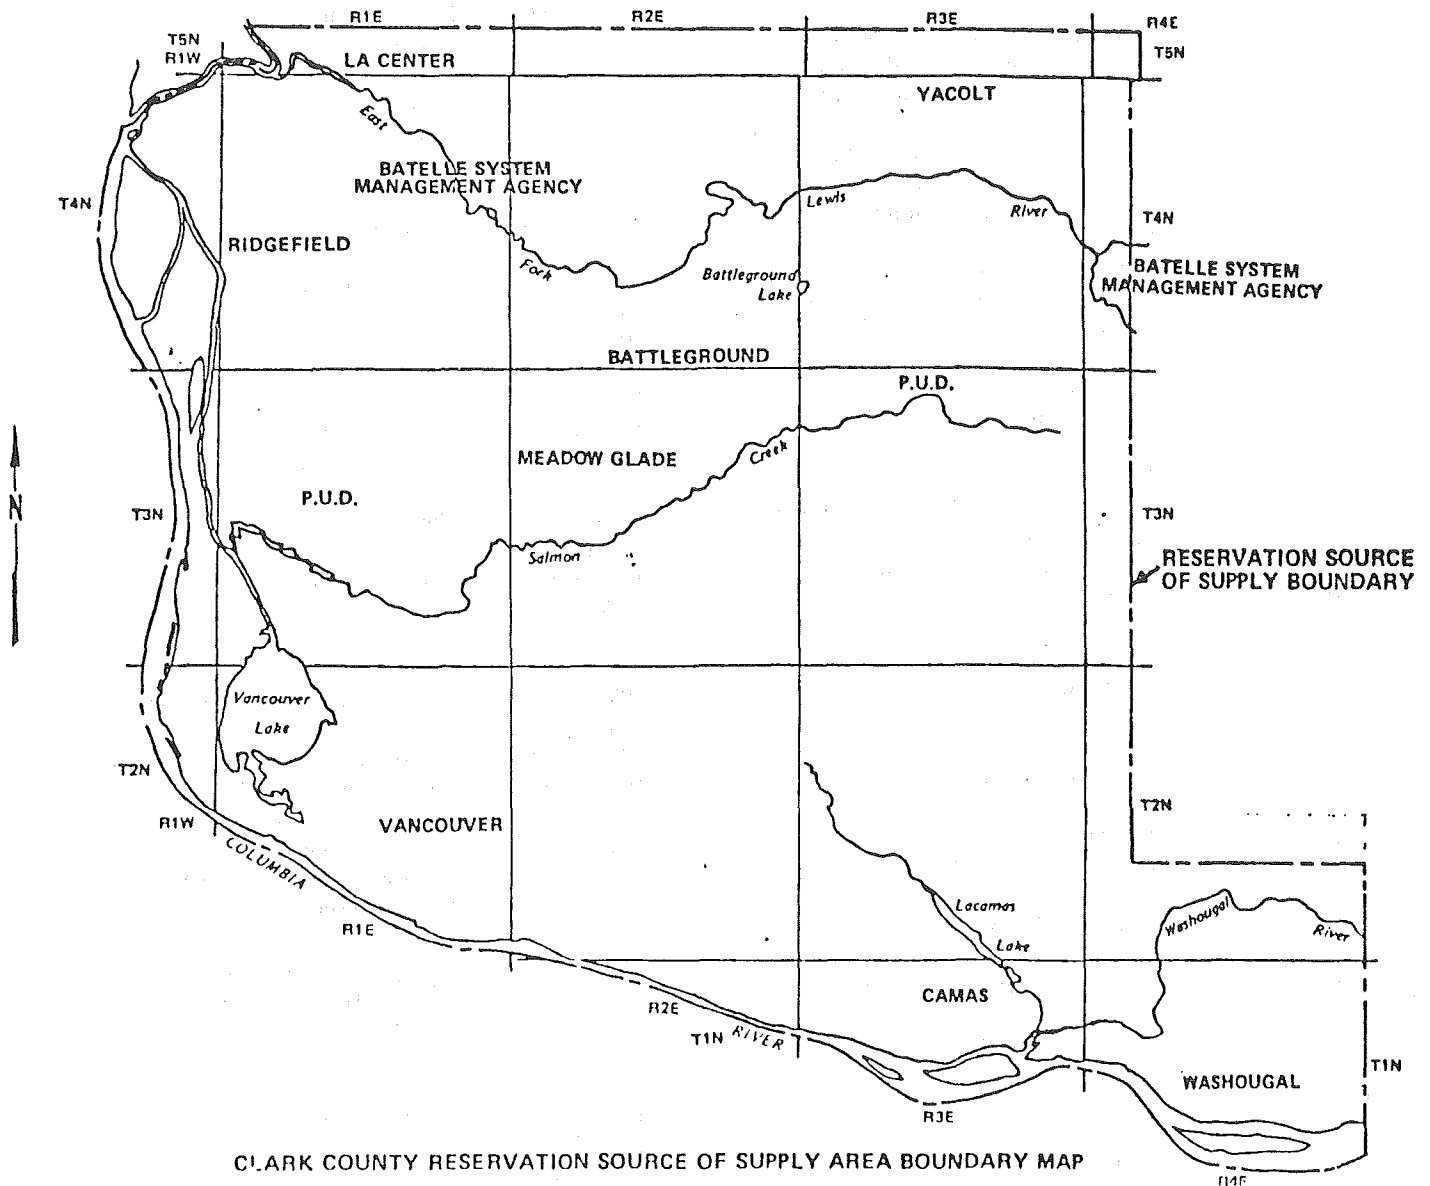 R1E
R2E
R3E
R4E
T5N
R1W
T5N
LA CENTER
YACOLT
East
BATELLE SYSTEM
MANAGEMENT AGENCY
T4N
Lewis
River
T4N
RIDGEFIELD
Fork
Battleground
Lake
BATELLE SYSTEM
MANAGEMENT AGENCY
BATTLEGROUND
P.U.D.
MEADOW GLADE
Creek
P.U.D.
N
T3N
T3N
Salmon
RESERVATION SOURCE
OF SUPPLY BOUNDARY
Vancouver
Lake
T2N
T2N
R1W
VANCOUVER
COLUMBIA
R1E
Lacamas
Lake
Washougal
River
CAMAS
R2E
T1N
RIVER
T1N
WASHOUGAL
R3E
CLARK COUNTY RESERVATION SOURCE OF SUPPLY AREA BOUNDARY MAP
R4E